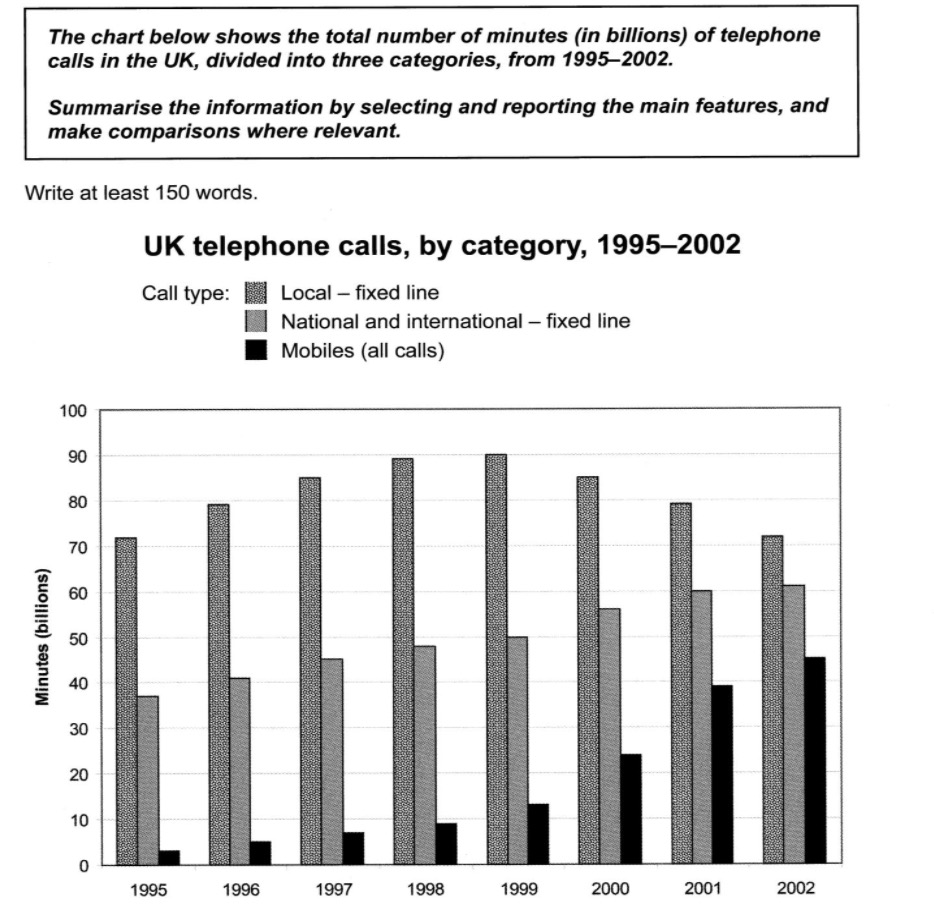 The chart below shows the total number of minutes (in billions) of telephone
calls in the UK, divided into three categories, from 1995–2002.
Summarise the information by selecting and reporting the main features, and
make comparisons where relevant.
Write at least 150 words.
UK telephone calls, by category, 1995–2002
Call type:
Local – fixed line
National and international – fixed line
Mobiles (all calls)
100
90
80
70
60
50
40
30
20
10
0
Minutes (billions)
1995 1996 1997 1998 1999 2000 2001 2002